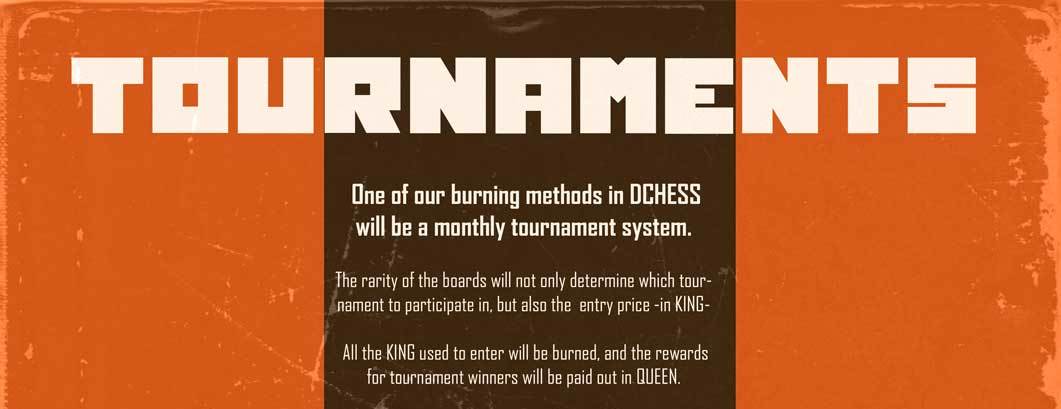 TOURNAMENTS
One of our burning methods in DCHESS
will be a monthly tournament system.
The rarity of the boards will not only determine which tour-
nament to participate in, but also the  entry price -in KING-
All the KING used to enter will be burned, and the rewards
for tournament winners will be paid out in QUEEN.